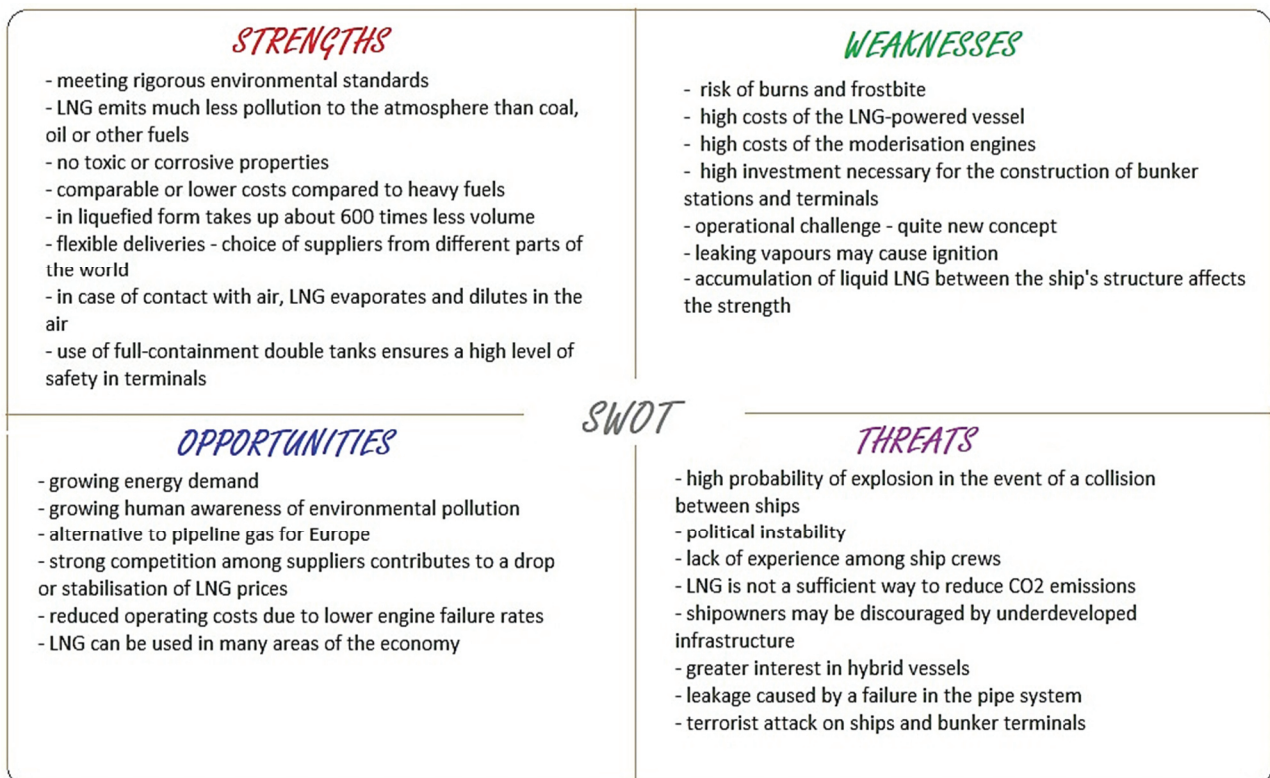 STRENGTHS
- meeting rigorous environmental standards
- LNG emits much less pollution to the atmosphere than coal,
oil or other fuels
- no toxic or corrosive properties
- comparable or lower costs compared to heavy fuels
- in liquefied form takes up about 600 times less volume
- flexible deliveries - choice of suppliers from different parts of
the world
- in case of contact with air, LNG evaporates and dilutes in the
air
- use of full-containment double tanks ensures a high level of
safety in terminals
WEAKNESSES
- risk of burns and frostbite
- high costs of the LNG-powered vessel
- high costs of the moderisation engines
- high investment necessary for the construction of bunker
stations and terminals
- operational challenge - quite new concept
- leaking vapours may cause ignition
- accumulation of liquid LNG between the ship's structure affects
the strength
SWOT
OPPORTUNITIES
- growing energy demand
- growing human awareness of environmental pollution
- alternative to pipeline gas for Europe
- strong competition among suppliers contributes to a drop
or stabilisation of LNG prices
- reduced operating costs due to lower engine failure rates
- LNG can be used in many areas of the economy
THREATS
- high probability of explosion in the event of a collision
between ships
- political instability
- lack of experience among ship crews
- LNG is not a sufficient way to reduce CO2 emissions
- shipowners may be discouraged by underdeveloped
infrastructure
- greater interest in hybrid vessels
- leakage caused by a failure in the pipe system
- terrorist attack on ships and bunker terminals